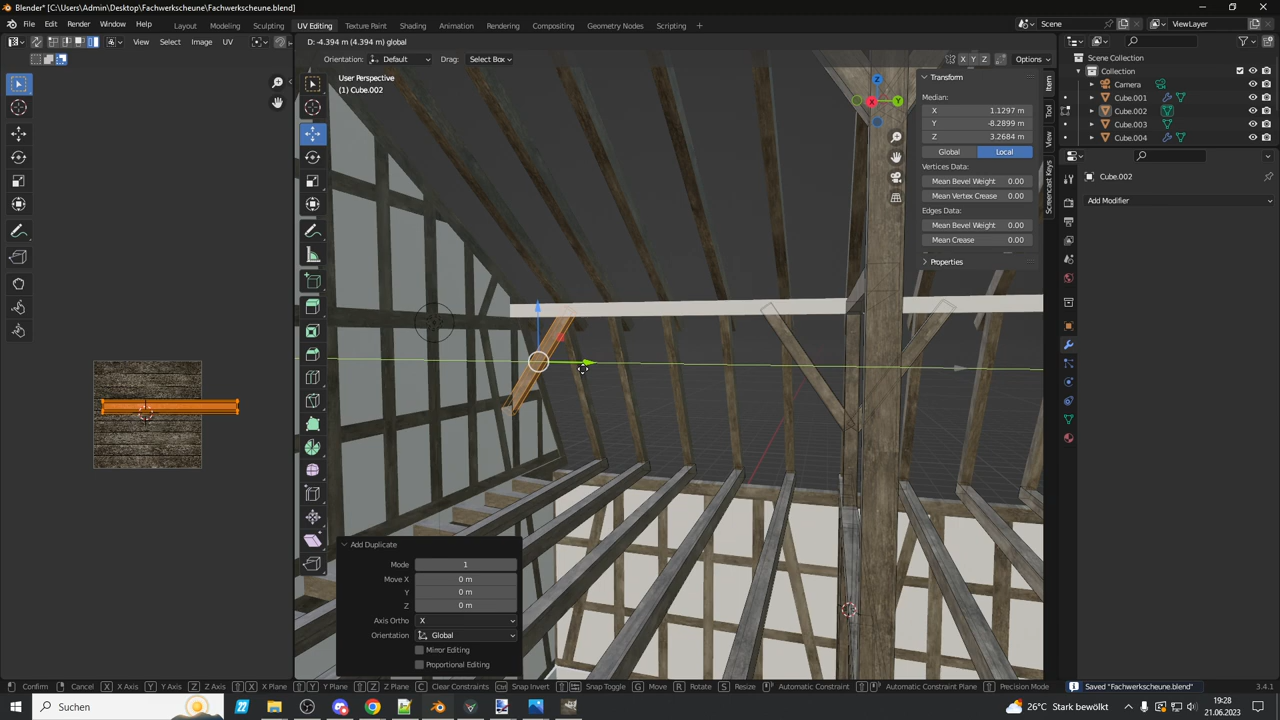 Blender* [C:\Users\Admin\Desktop\Fachwerkscheune.blend]
File Edit Render Window Help Layout Modeling Sculpting UV Editing Texture Paint Shading Animation Rendering Compositing Geometry Nodes Scripting + Scene ViewLayer
View Select Image UV D: -4.394 m (4.394 m) global
Orientation: Default Drag: Select Box X Y Z Options
User Perspective
(1) Cube.002
Z
X
Y
Transform
Median:
X 1.1297 m
Y -8.2899 m
Z 3.2684 m
Global Local
Vertices Data:
Mean Bevel Weight 0.00
Mean Vertex Crease 0.00
Edges Data:
Mean Bevel Weight 0.00
Mean Crease 0.00
Properties
Item
Tool
View
Screencast Keys
Scene Collection
Collection
Camera
Cube.001
Cube.002
Cube.003
Cube.004
Cube.002
Add Modifier
Add Duplicate
Mode 1
Move X 0 m
Y 0 m
Z 0 m
Axis Ortho X
Orientation Global
Mirror Editing
Proportional Editing
Confirm Cancel X X Axis Y Y Axis Z Z Axis X X Plane Y Y Plane Z Z Plane C Clear Constraints Ctrl Snap Invert Snap Toggle G Move R Rotate S Resize Automatic Constraint Automatic Constraint Plane Precision Mode Saved "Fachwerkscheune.blend" 3.4.1
Suchen
26°C Stark bewölkt
19:28
21.06.2023